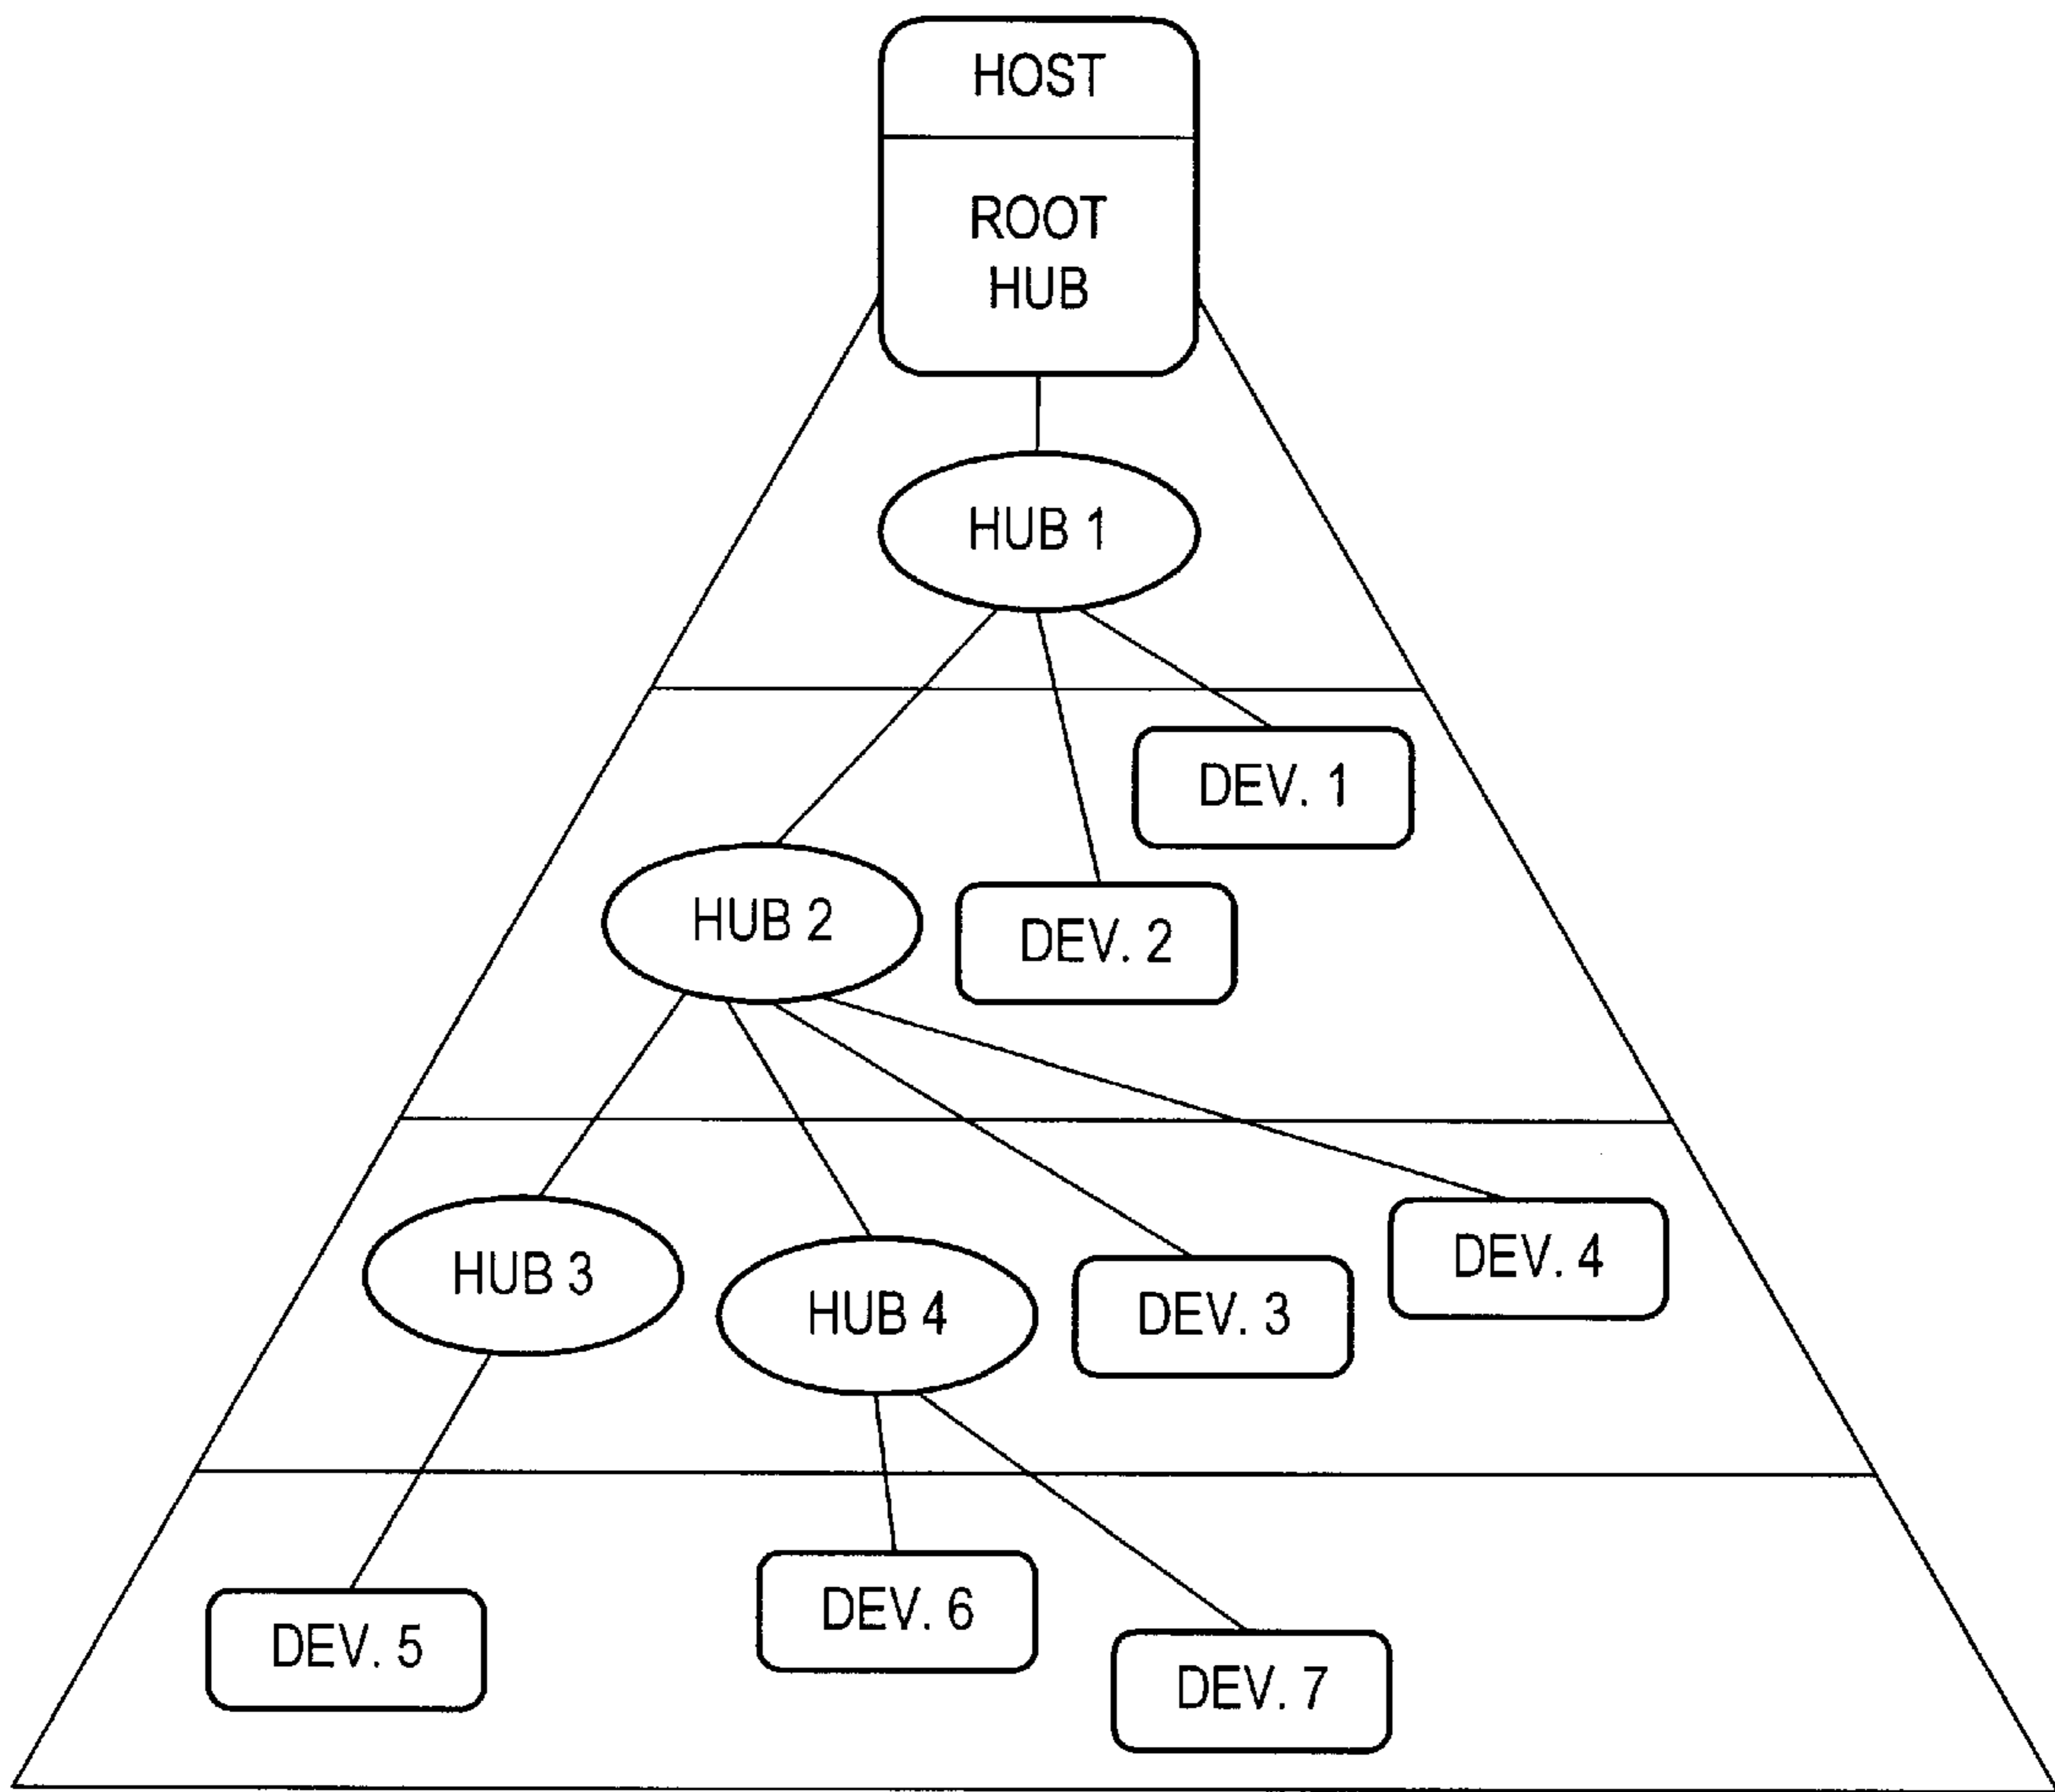 HOST
ROOT
HUB
HUB 1
DEV. 1
HUB 2
DEV. 2
HUB 3
HUB 4
DEV. 3
DEV. 4
DEV. 5
DEV. 6
DEV. 7